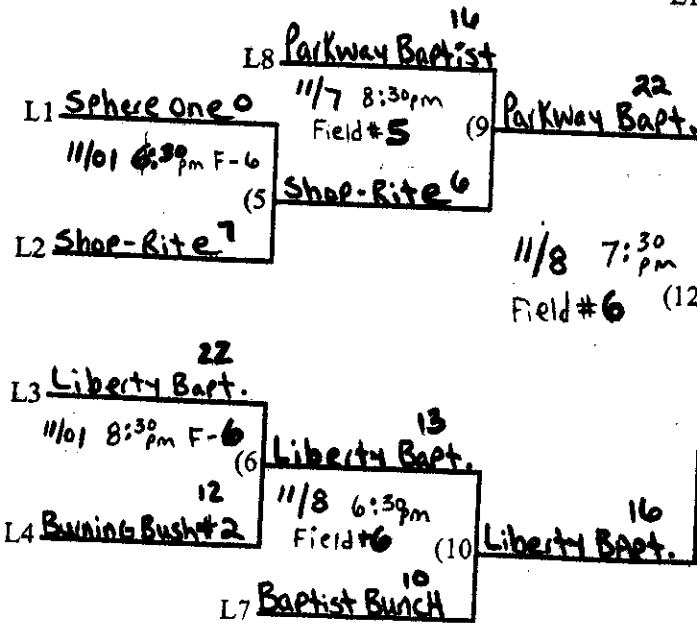 16
L8 Parkway Baptist
11/7 8:30pm
Field #5
(9
22
Parkway Bapt.
L1 Sphere One 0
11/01 6:30pm F-6
(5
Shop-Rite 6
L2 Shop-Rite 7
11/8 7:30pm
Field #6 (12
22
L3 Liberty Bapt.
11/01 8:30pm F-6
(6
13
Liberty Bapt.
12
L4 Burning Bush #2
11/8 6:30pm
Field #6
(10
16
Liberty Bapt.
10
L7 Baptist Bunch